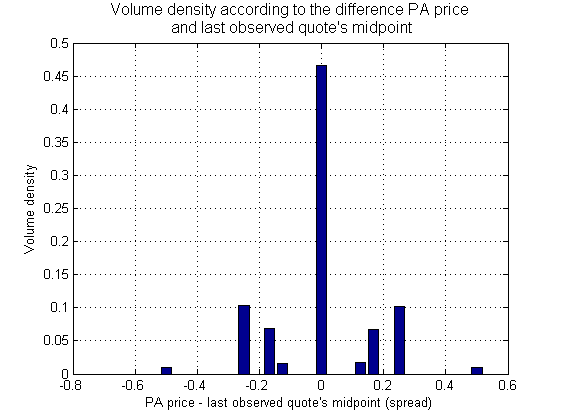 Volume density according to the difference PA price
and last observed quote's midpoint
0.5
0.45
0.4
0.35
0.3
0.25
0.2
0.15
0.1
0.05
0
Volume density
-0.8 -0.6 -0.4 -0.2 0 0.2 0.4 0.6
PA price - last observed quote's midpoint (spread)